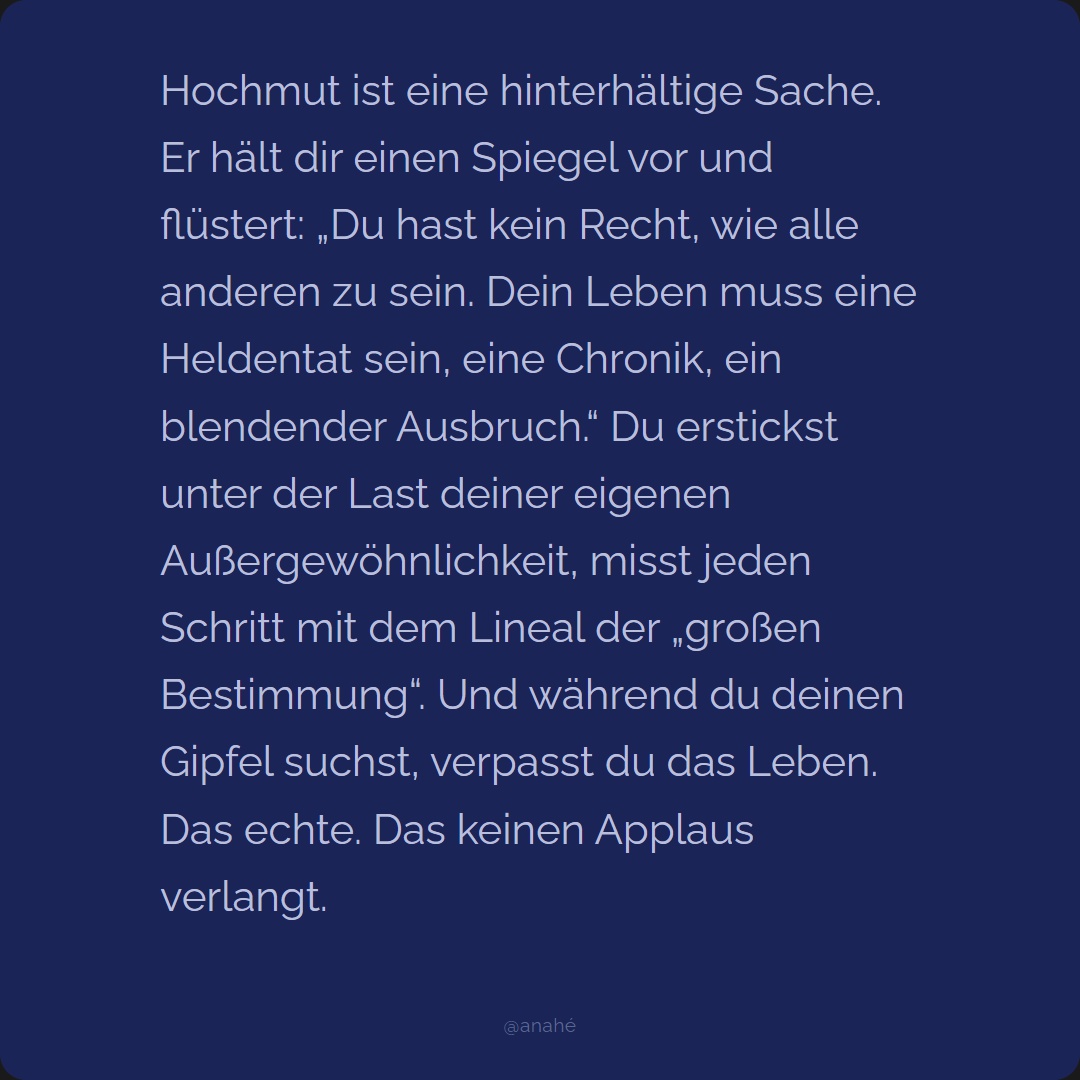 Hochmut ist eine hinterhältige Sache.
Er hält dir einen Spiegel vor und
flüstert: „Du hast kein Recht, wie alle
anderen zu sein. Dein Leben muss eine
Heldentat sein, eine Chronik, ein
blendender Ausbruch.“ Du erstickst
unter der Last deiner eigenen
Außergewöhnlichkeit, misst jeden
Schritt mit dem Lineal der „großen
Bestimmung“. Und während du deinen
Gipfel suchst, verpasst du das Leben.
Das echte. Das keinen Applaus
verlangt.
@anahé